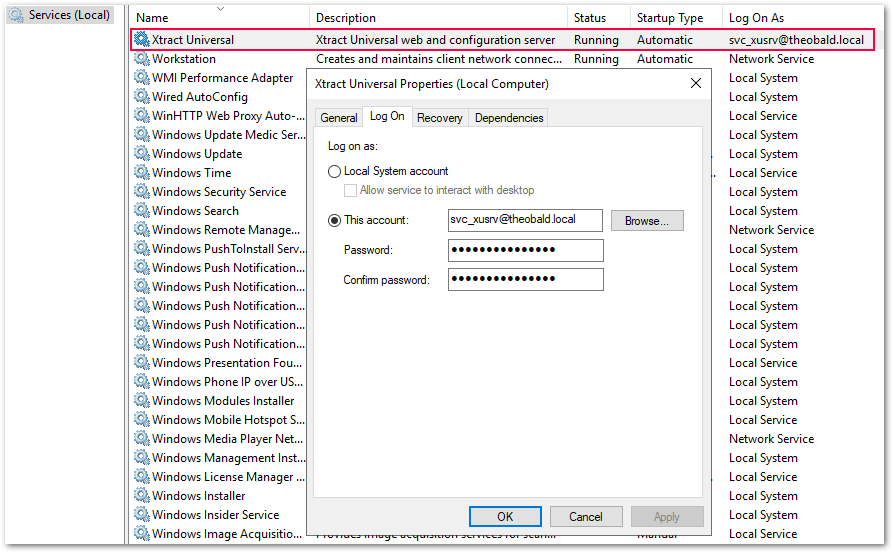 Services (Local)
Name Description Status Startup Type Log On As
Xtract Universal Xtract Universal web and configuration server Running Automatic svc_xusrv@theobald.local
Workstation Creates and maintains client network connec... Running Automatic Network Service
WMI Performance Adapter Local System
Wired AutoConfig Local System
WinHTTP Web Proxy Auto-... Local Service
Windows Update Medic Ser... Local System
Windows Update Local System
Windows Time Local Service
Windows Security Service Local System
Windows Search Local System
Windows Remote Manage... Network Service
Windows PushToInstall Serv... Local System
Windows Push Notification... Local System
Windows Push Notification... Local System
Windows Push Notification... Local System
Windows Push Notification... Local System
Windows Push Notification... Local System
Windows Presentation Fou... Local Service
Windows Phone IP over US... Local System
Windows Modules Installer Local System
Windows Mobile Hotspot S... Local Service
Windows Media Player Net... Network Service
Windows Management Inst... Local System
Windows License Manager ... Local Service
Windows Installer Local System
Windows Insider Service Local System
Windows Image Acquisitio... Provides image acquisition services for scan... Manual Local Service
Xtract Universal Properties (Local Computer)
General Log On Recovery Dependencies
Log on as:
Local System account
Allow service to interact with desktop
This account: svc_xusrv@theobald.local Browse...
Password: •••••••••••••••
Confirm password: •••••••••••••••
OK Cancel Apply